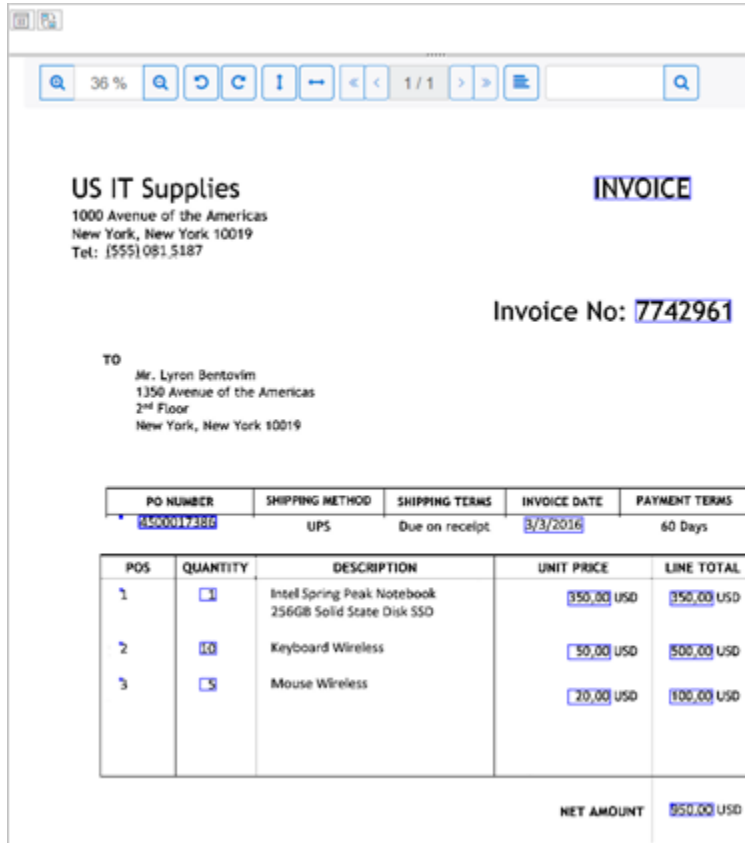 36 %
1 / 1
US IT Supplies
INVOICE
1000 Avenue of the Americas
New York, New York 10019
Tel: (555) 081 5187
Invoice No: 7742961
TO
Mr. Lyron Bentovim
1350 Avenue of the Americas
2nd Floor
New York, New York 10019
PO NUMBER SHIPPING METHOD SHIPPING TERMS INVOICE DATE PAYMENT TERMS
4500017386 UPS Due on receipt 3/3/2016 60 Days
POS QUANTITY DESCRIPTION UNIT PRICE LINE TOTAL
1 1 Intel Spring Peak Notebook 350,00 USD 350,00 USD
256GB Solid State Disk SSD
2 10 Keyboard Wireless 50,00 USD 500,00 USD
3 5 Mouse Wireless 20,00 USD 100,00 USD
NET AMOUNT 950,00 USD